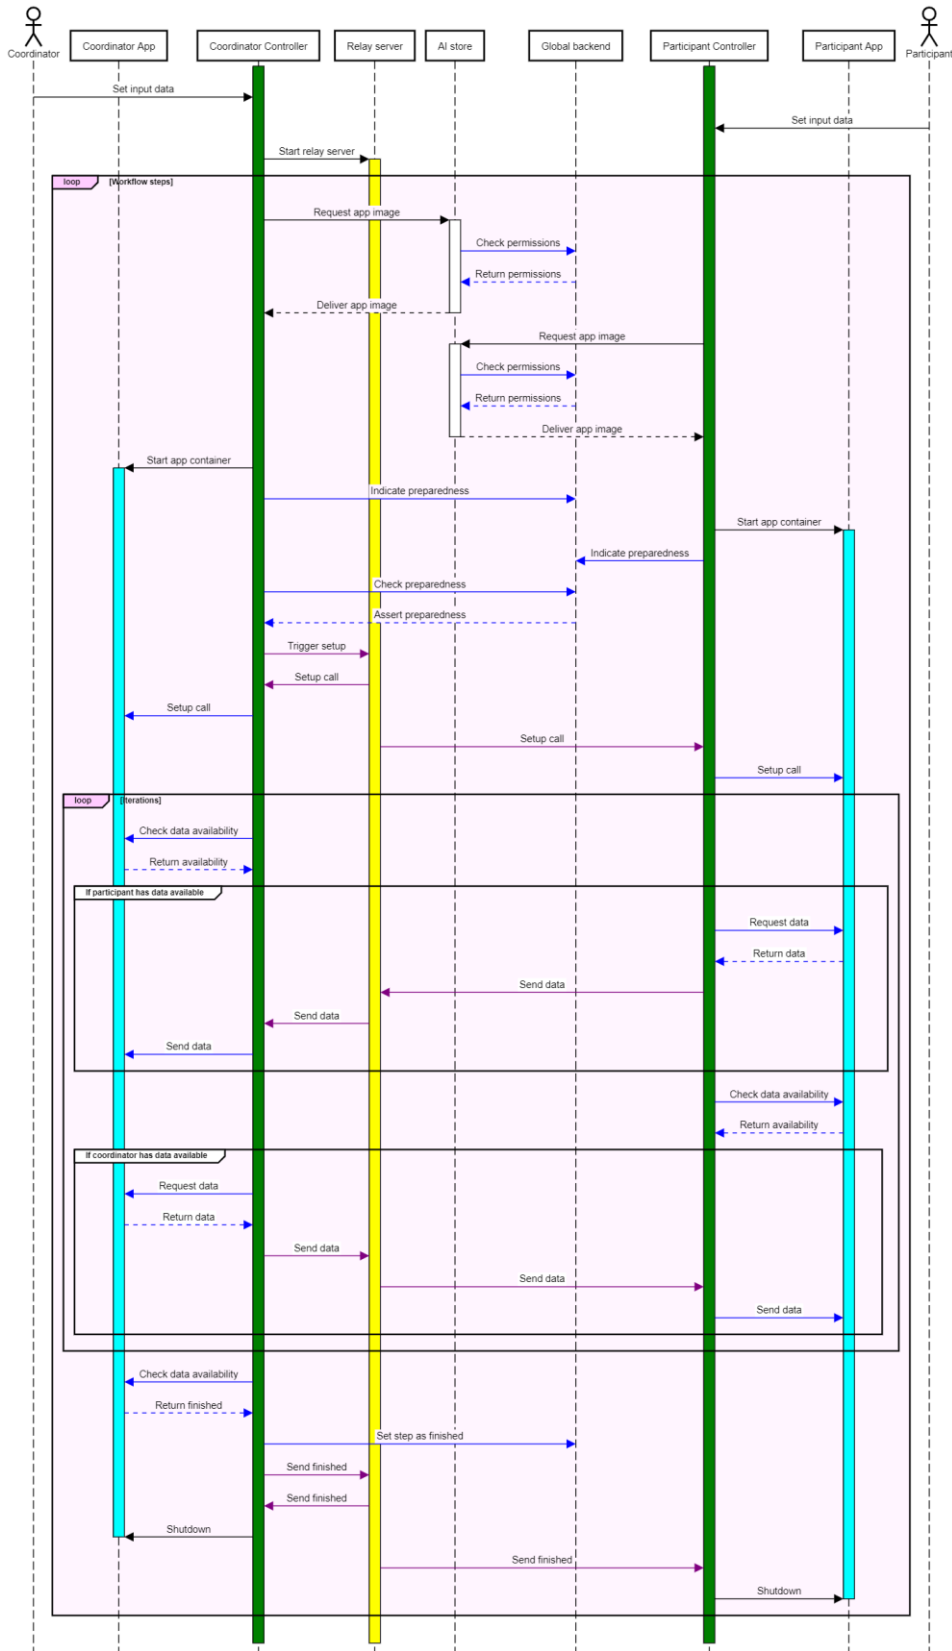 Coordinator
Coordinator App
Coordinator Controller
Relay server
AI store
Global backend
Participant Controller
Participant App
Participant
Set input data
Set input data
Start relay server
loop [Workflow steps]
Request app image
Check permissions
Return permissions
Deliver app image
Request app image
Check permissions
Return permissions
Deliver app image
Start app container
Indicate preparedness
Start app container
Indicate preparedness
Check preparedness
Assert preparedness
Trigger setup
Setup call
Setup call
Setup call
Setup call
loop [Iterations]
Check data availability
Return availability
If participant has data available
Request data
Return data
Send data
Send data
Send data
Check data availability
Return availability
If coordinator has data available
Request data
Return data
Send data
Send data
Send data
Check data availability
Return finished
Set step as finished
Send finished
Send finished
Shutdown
Send finished
Shutdown